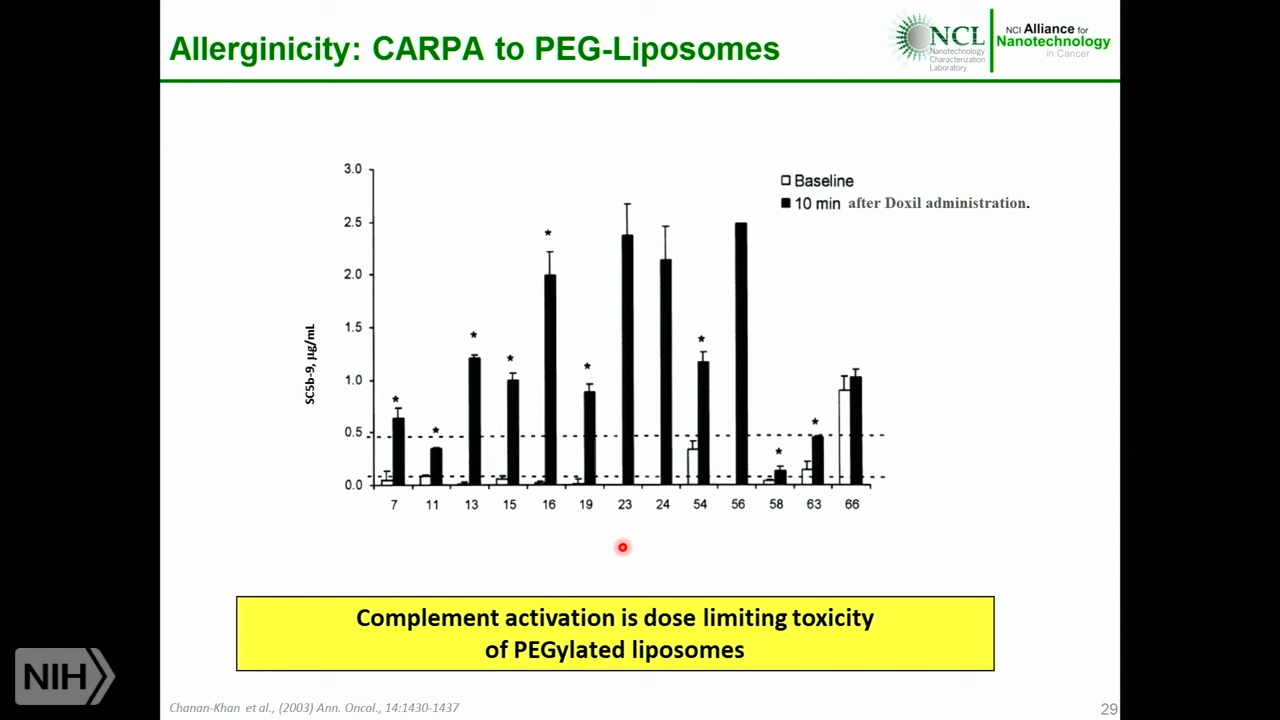 Allerginicity: CARPA to PEG-Liposomes
NCL
Nanotechnology
Characterization
Laboratory
NCI Alliance for
Nanotechnology
in Cancer
3.0
2.5
2.0
1.5
1.0
0.5
0.0
SC5b-9, µg/mL
Baseline
10 min after Doxil administration.
* * * * * * * * * *
7 11 13 15 16 19 23 24 54 56 58 63 66
Complement activation is dose limiting toxicity
of PEGylated liposomes
NIH
Chanan-Khan et al., (2003) Ann. Oncol., 14:1430-1437
29